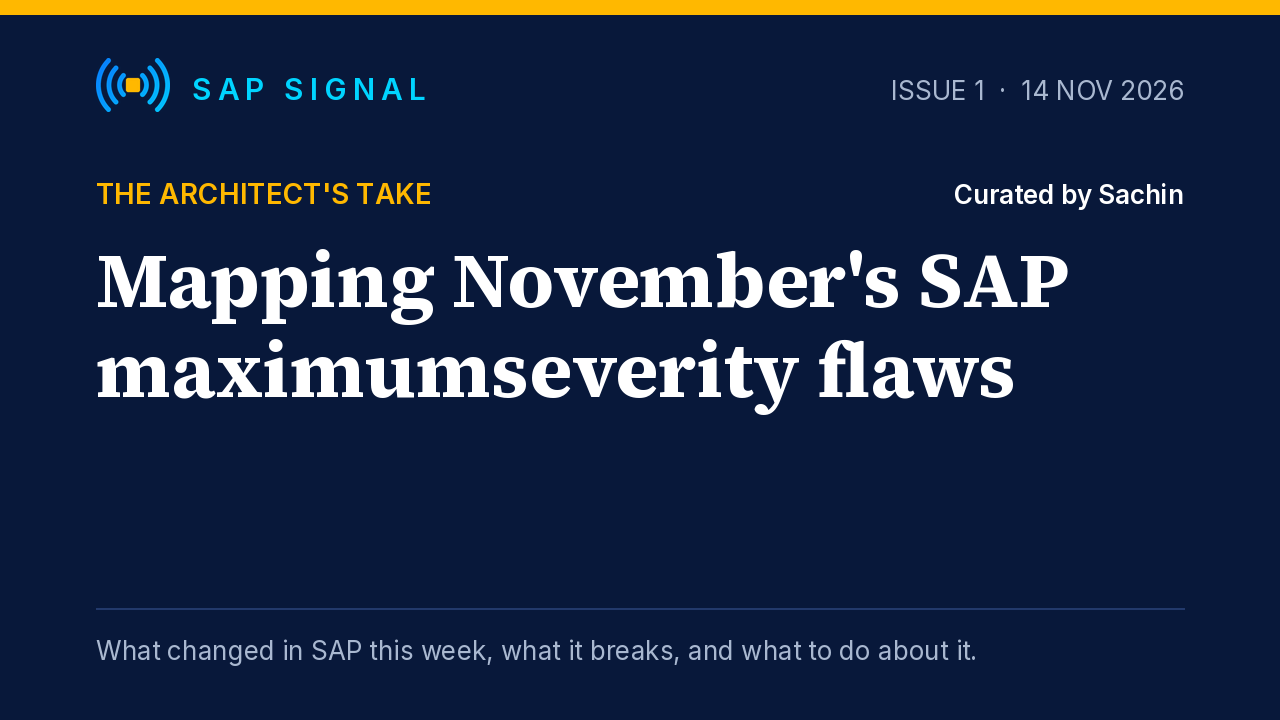 SAP SIGNAL
ISSUE 1 · 14 NOV 2026
THE ARCHITECT'S TAKE
Curated by Sachin
Mapping November's SAP
maximumseverity flaws
What changed in SAP this week, what it breaks, and what to do about it.